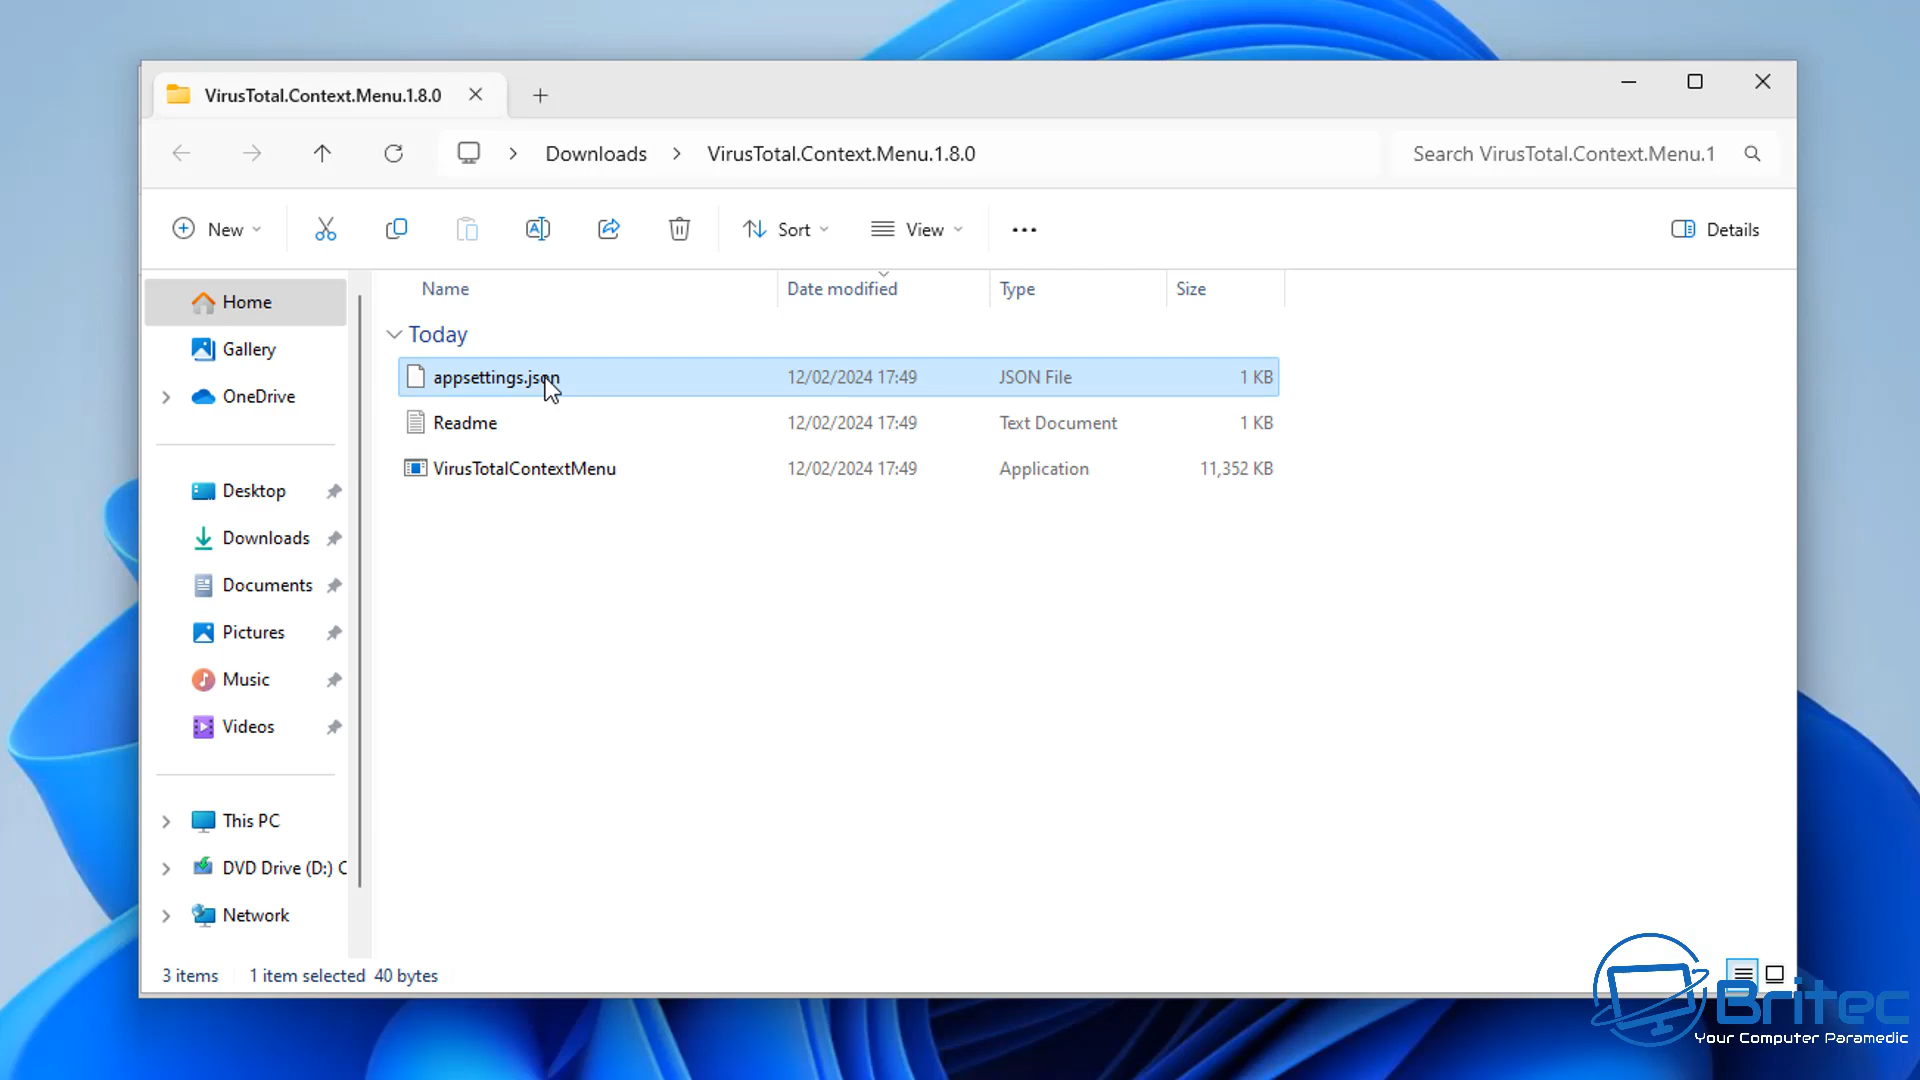 VirusTotal.Context.Menu.1.8.0
Downloads
VirusTotal.Context.Menu.1.8.0
Search VirusTotal.Context.Menu.1
New
Sort
View
Details
Name
Date modified
Type
Size
Today
appsettings.json 12/02/2024 17:49 JSON File 1 KB
Readme 12/02/2024 17:49 Text Document 1 KB
VirusTotalContextMenu 12/02/2024 17:49 Application 11,352 KB
Home
Gallery
OneDrive
Desktop
Downloads
Documents
Pictures
Music
Videos
This PC
DVD Drive (D:) C
Network
3 items 1 item selected 40 bytes
Britec
Your Computer Paramedic